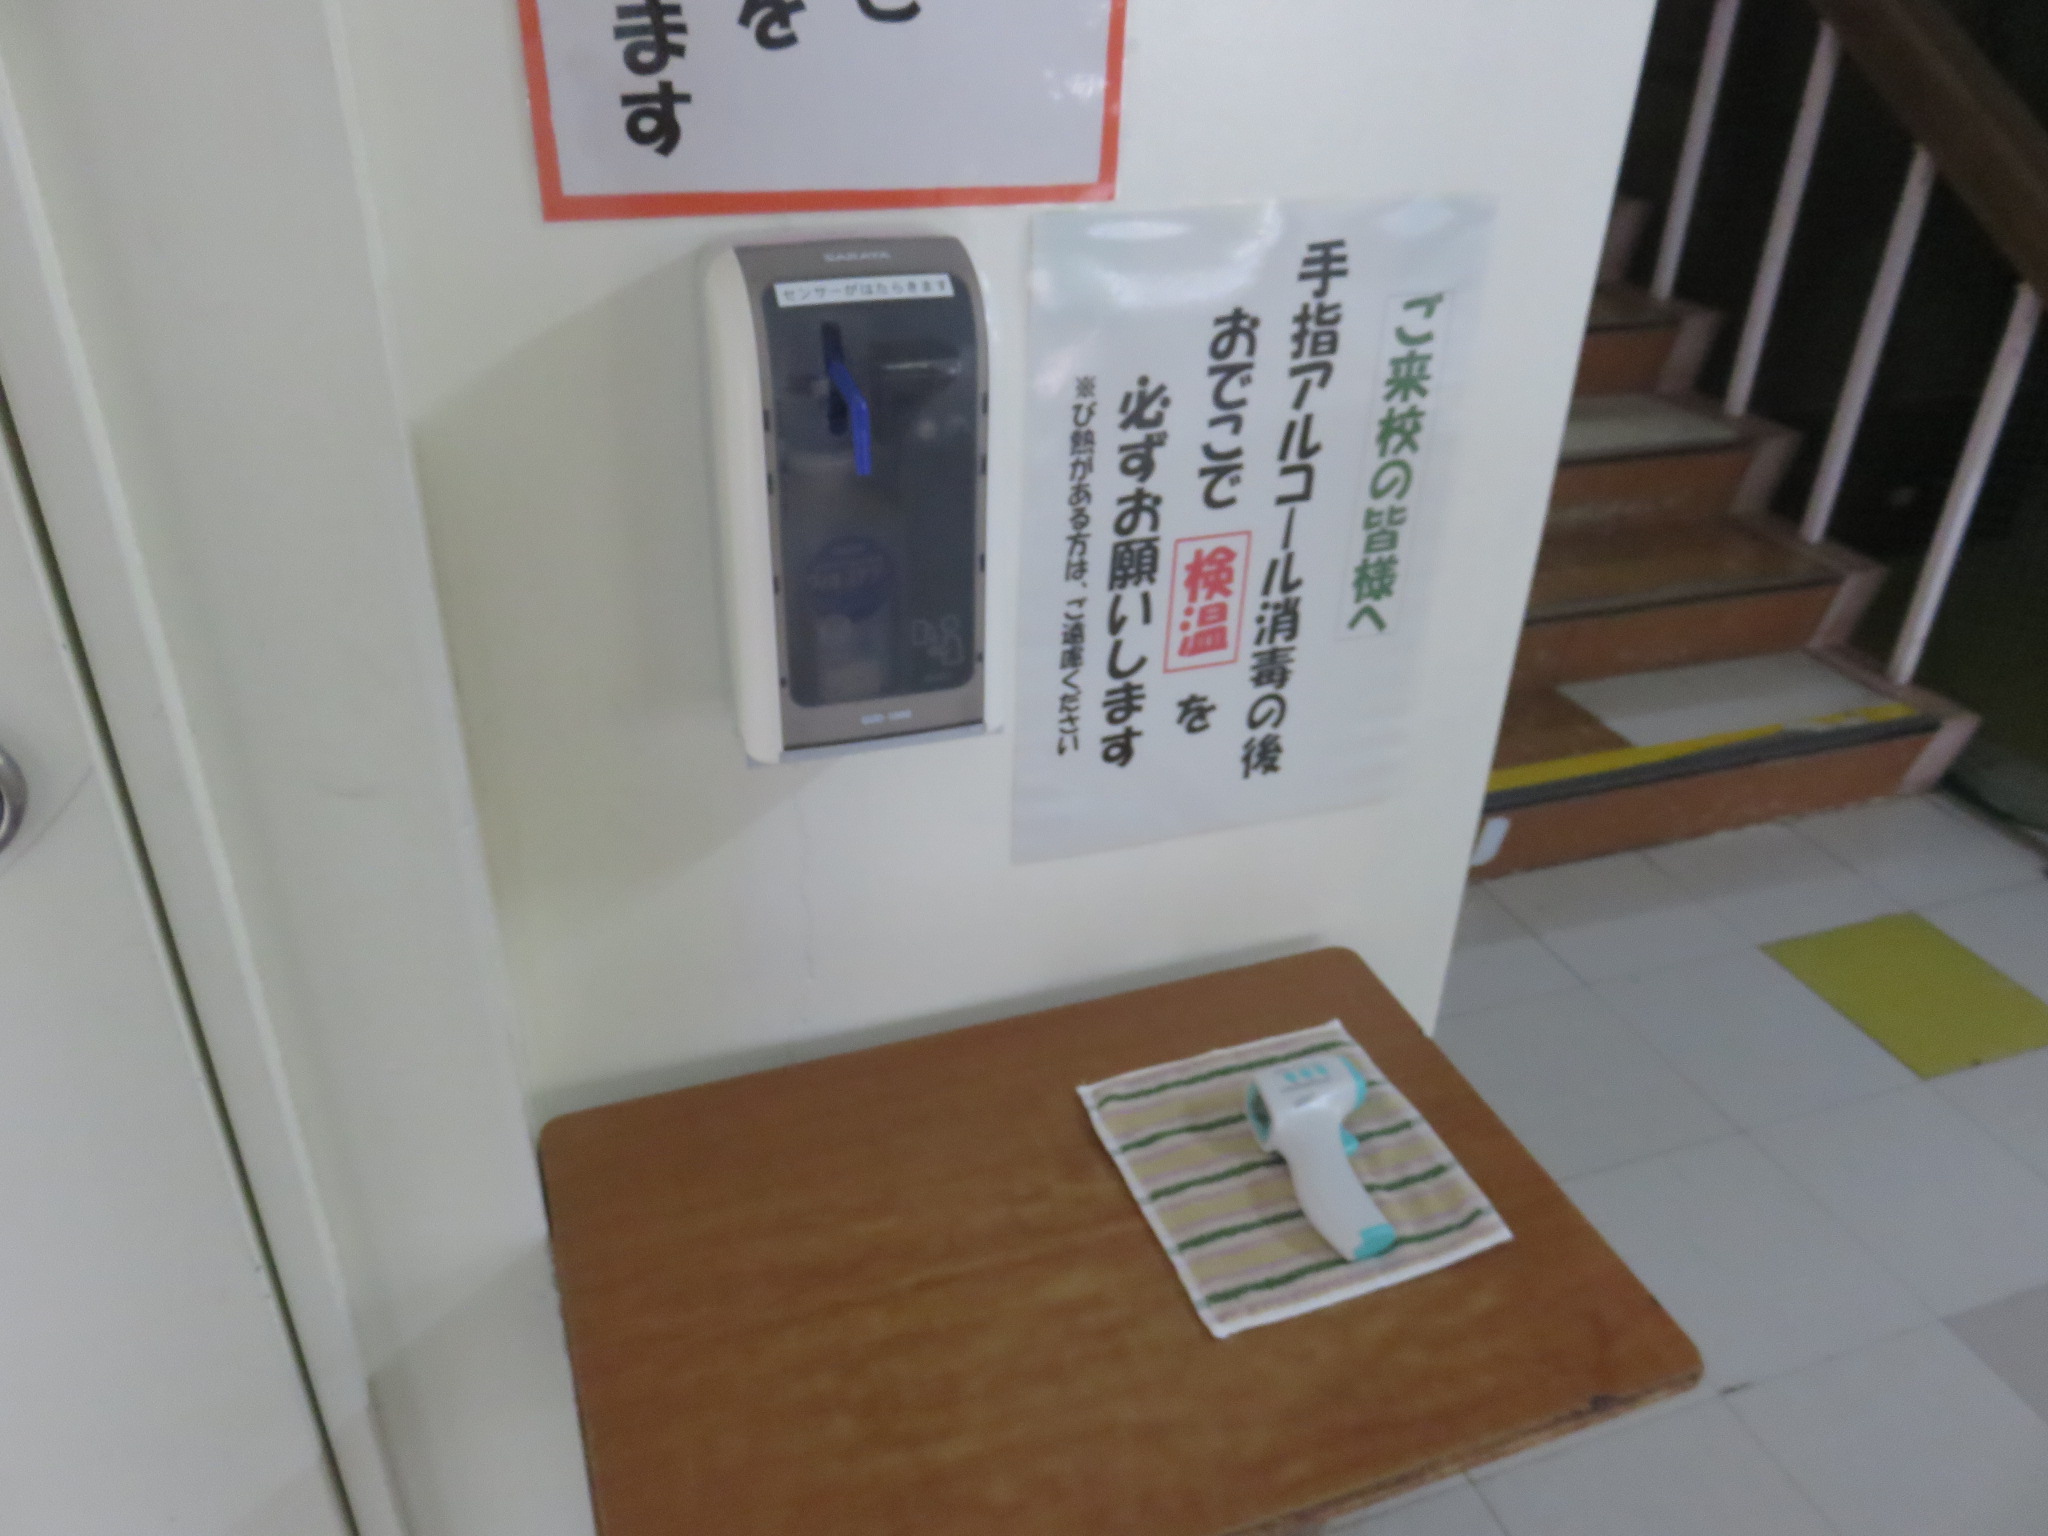 を
ます
SARAYA
センサーがはたらきます
ご来校の皆様へ
手指アルコール消毒の後
おでこで検温を
必ずお願いします
※び熱がある方は、ご遠慮ください